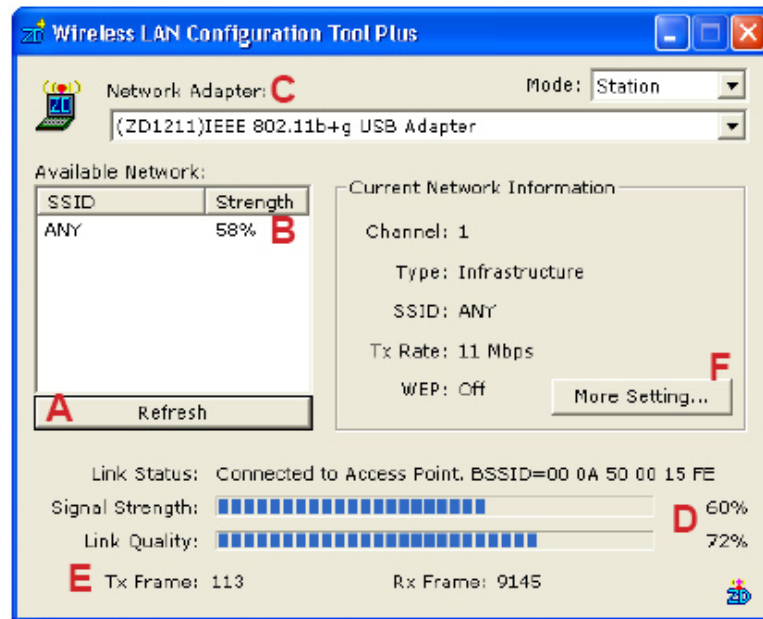 ZD Wireless LAN Configuration Tool Plus
ZD Network Adapter: C Mode: Station
(ZD1211)IEEE 802.11b+g USB Adapter
Available Network:
SSID Strength
ANY 58% B
A Refresh
Current Network Information
Channel: 1
Type: Infrastructure
SSID: ANY
Tx Rate: 11 Mbps
WEP: Off
F
More Setting...
Link Status: Connected to Access Point. BSSID=00 0A 50 00 15 FE
Signal Strength: 60%
D
Link Quality: 72%
E Tx Frame: 113 Rx Frame: 9145
ZD